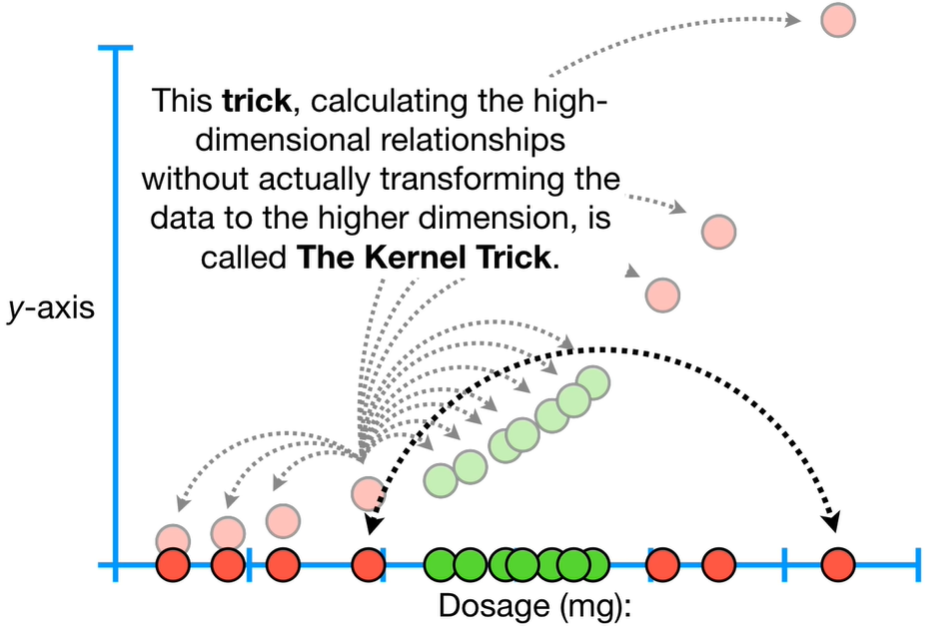 This trick, calculating the high-
dimensional relationships
without actually transforming the
data to the higher dimension, is
called The Kernel Trick.
y-axis
Dosage (mg):